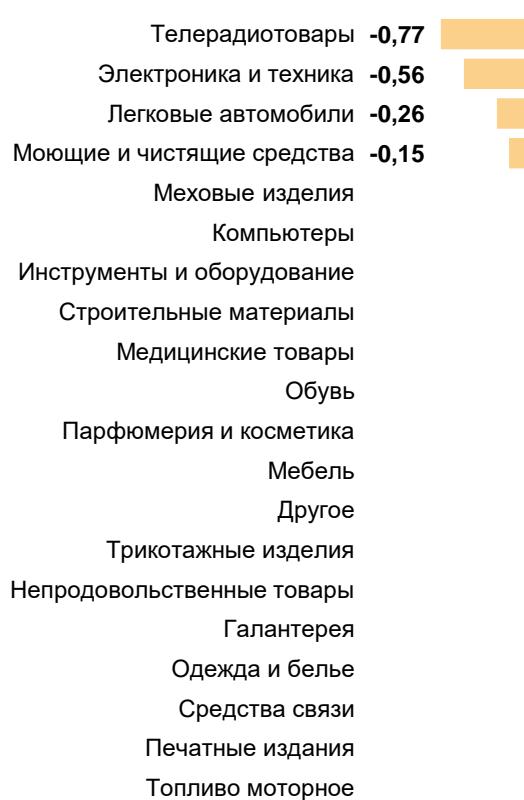 Телерадиотовары -0,77
Электроника и техника -0,56
Легковые автомобили -0,26
Моющие и чистящие средства -0,15
Меховые изделия
Компьютеры
Инструменты и оборудование
Строительные материалы
Медицинские товары
Обувь
Парфюмерия и косметика
Мебель
Другое
Трикотажные изделия
Непродовольственные товары
Галантерея
Одежда и белье
Средства связи
Печатные издания
Топливо моторное